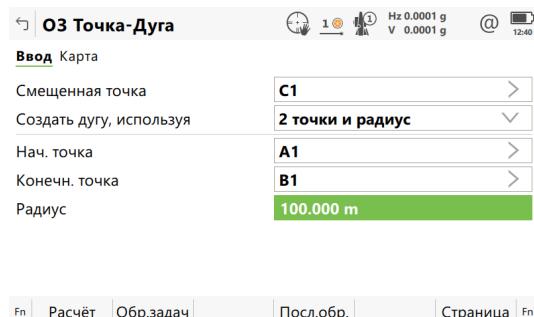 ОЗ Точка-Дуга 1 1 Hz 0.0001 g
V 0.0001 g @ 12:40
Ввод Карта
Смещенная точка C1
Создать дугу, используя 2 точки и радиус
Нач. точка A1
Конечн. точка B1
Радиус 100.000 m
Fn Расчёт Обр.задач Посл.обр. Страница Fn